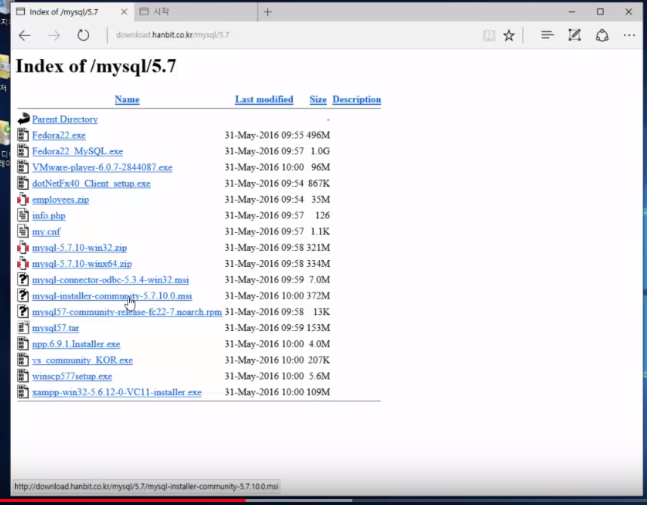 Index of /mysql/5.7
시작
download.hanbit.co.kr/mysql/5.7
Index of /mysql/5.7
Name Last modified Size Description
Parent Directory -
Fedora22.exe 31-May-2016 09:55 496M
Fedora22_MySQL.exe 31-May-2016 09:57 1.0G
VMware-player-6.0.7-2844087.exe 31-May-2016 10:00 96M
dotNetFx40_Client_setup.exe 31-May-2016 09:54 867K
employees.zip 31-May-2016 09:54 35M
info.php 31-May-2016 09:57 126
my.cnf 31-May-2016 09:57 1.1K
mysql-5.7.10-win32.zip 31-May-2016 09:58 321M
mysql-5.7.10-winx64.zip 31-May-2016 09:58 334M
mysql-connector-odbc-5.3.4-win32.msi 31-May-2016 09:59 7.0M
mysql-installer-community-5.7.10.0.msi 31-May-2016 10:00 372M
mysql57-community-release-fc22-7.noarch.rpm 31-May-2016 09:58 13K
mysql57.tar 31-May-2016 09:59 153M
npp.6.9.1.Installer.exe 31-May-2016 10:00 4.0M
vs_community_KOR.exe 31-May-2016 10:00 207K
winscp577setup.exe 31-May-2016 10:00 5.6M
xampp-win32-5.6.12-0-VC11-installer.exe 31-May-2016 10:00 109M
http://download.hanbit.co.kr/mysql/5.7/mysql-installer-community-5.7.10.0.msi